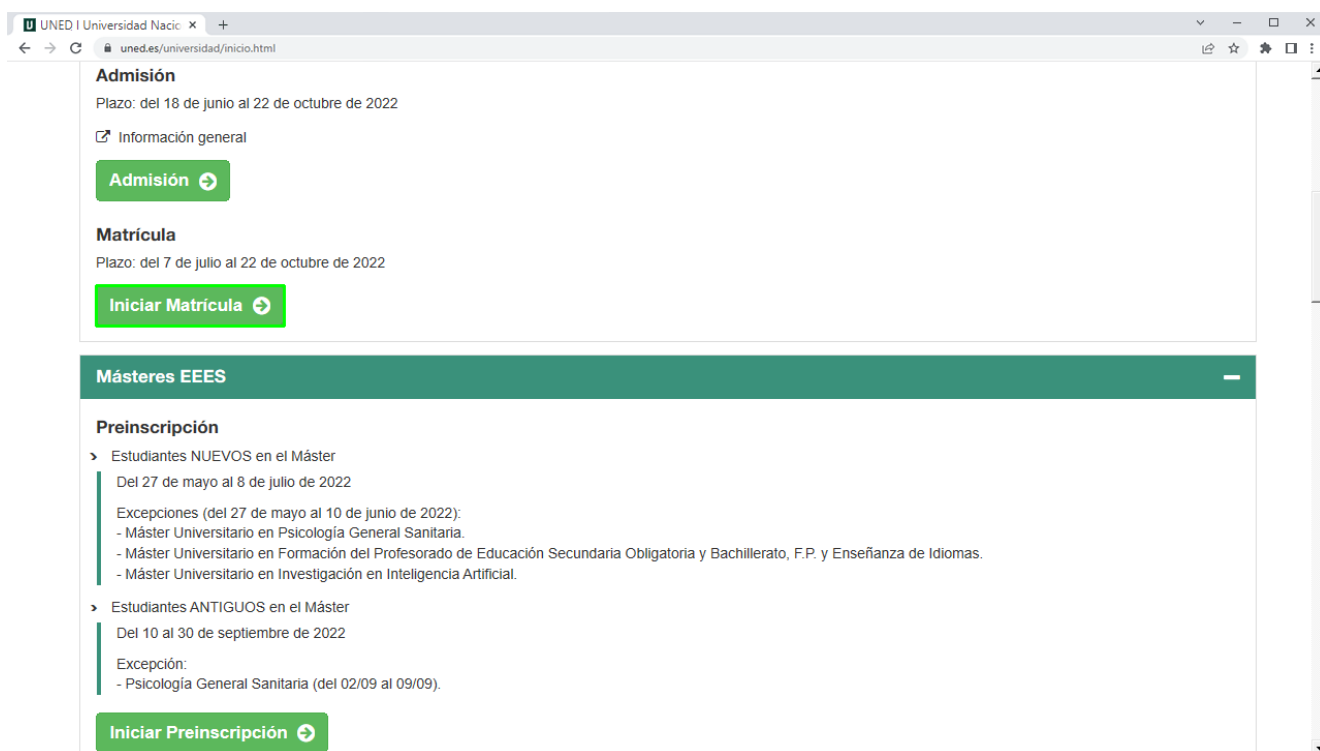 UNED I Universidad Nacio
uned.es/universidad/inicio.html
Admisión
Plazo: del 18 de junio al 22 de octubre de 2022
Información general
Admisión
Matrícula
Plazo: del 7 de julio al 22 de octubre de 2022
Iniciar Matrícula
Másteres EEES
Preinscripción
Estudiantes NUEVOS en el Máster
Del 27 de mayo al 8 de julio de 2022
Excepciones (del 27 de mayo al 10 de junio de 2022):
- Máster Universitario en Psicología General Sanitaria.
- Máster Universitario en Formación del Profesorado de Educación Secundaria Obligatoria y Bachillerato, F.P. y Enseñanza de Idiomas.
- Máster Universitario en Investigación en Inteligencia Artificial.
Estudiantes ANTIGUOS en el Máster
Del 10 al 30 de septiembre de 2022
Excepción:
- Psicología General Sanitaria (del 02/09 al 09/09).
Iniciar Preinscripción